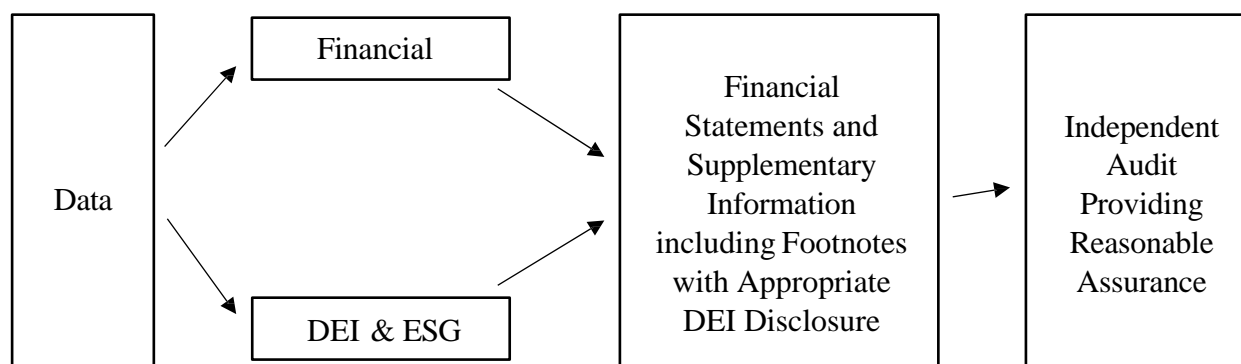 Data
Financial
DEI & ESG
Financial
Statements and
Supplementary
Information
including Footnotes
with Appropriate
DEI Disclosure
Independent
Audit
Providing
Reasonable
Assurance